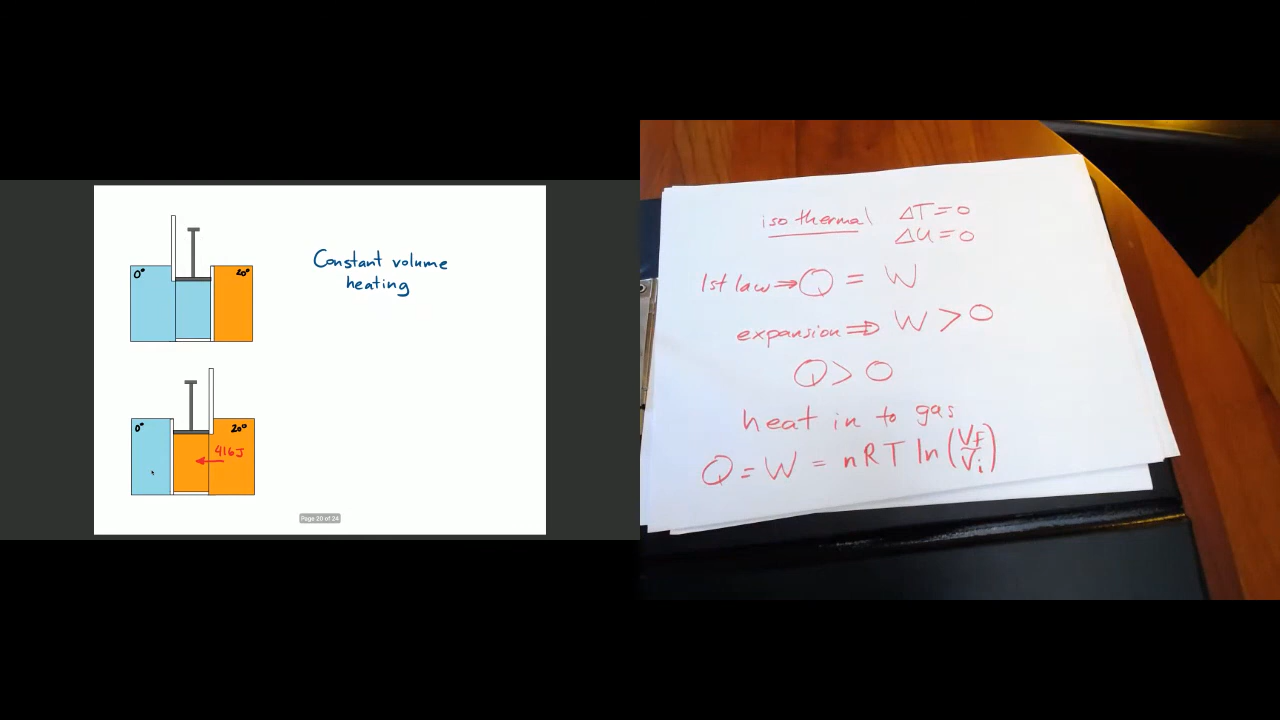 0°
20°
Constant volume
heating
0°
20°
416J
Page 20 of 24
isothermal ΔT=0
ΔU=0
1st law ⇒ Q = W
expansion ⇒ W > 0
Q > 0
heat in to gas
Q = W = nRT ln(Vf/Vi)